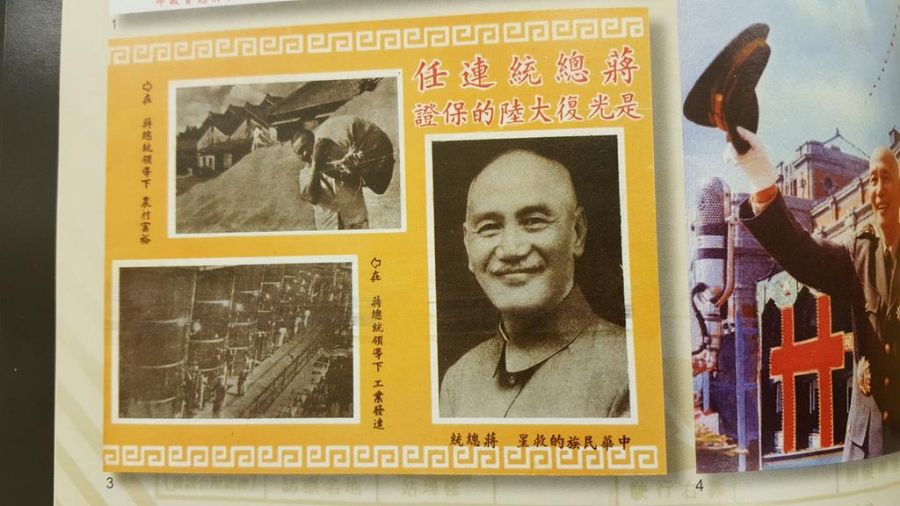 1
蔣總統連任
是光復大陸的保證
在 蔣總統領導下 農村富裕
在 蔣總統領導下 工業發達
中華民族的救星 蔣總統
3
4